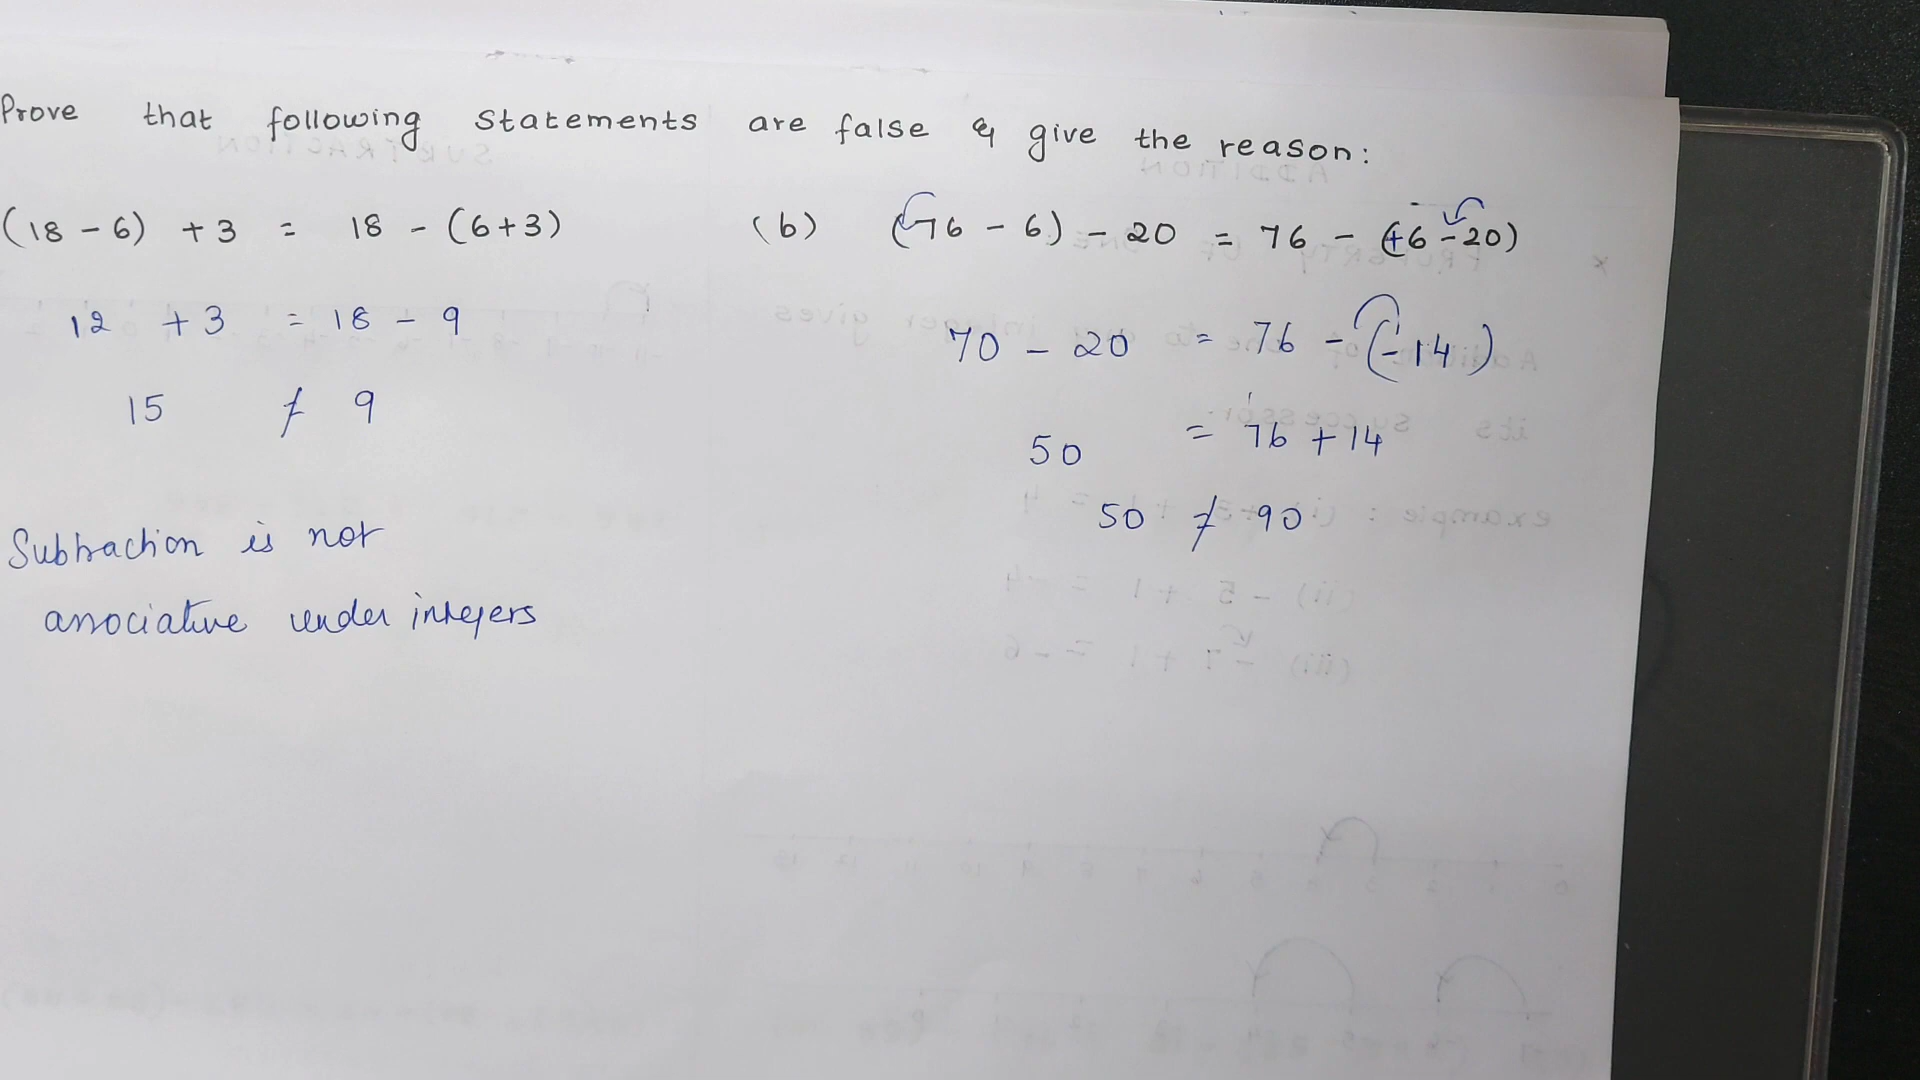 Prove that following statements are false & give the reason:
(18 - 6) + 3 = 18 - (6+3)
12 + 3 = 18 - 9
15 ≠ 9
Subtraction is not
associative under integers
(b) (76 - 6) - 20 = 76 - (+6 - 20)
70 - 20 = 76 - (-14)
50 = 76 + 14
50 ≠ 90